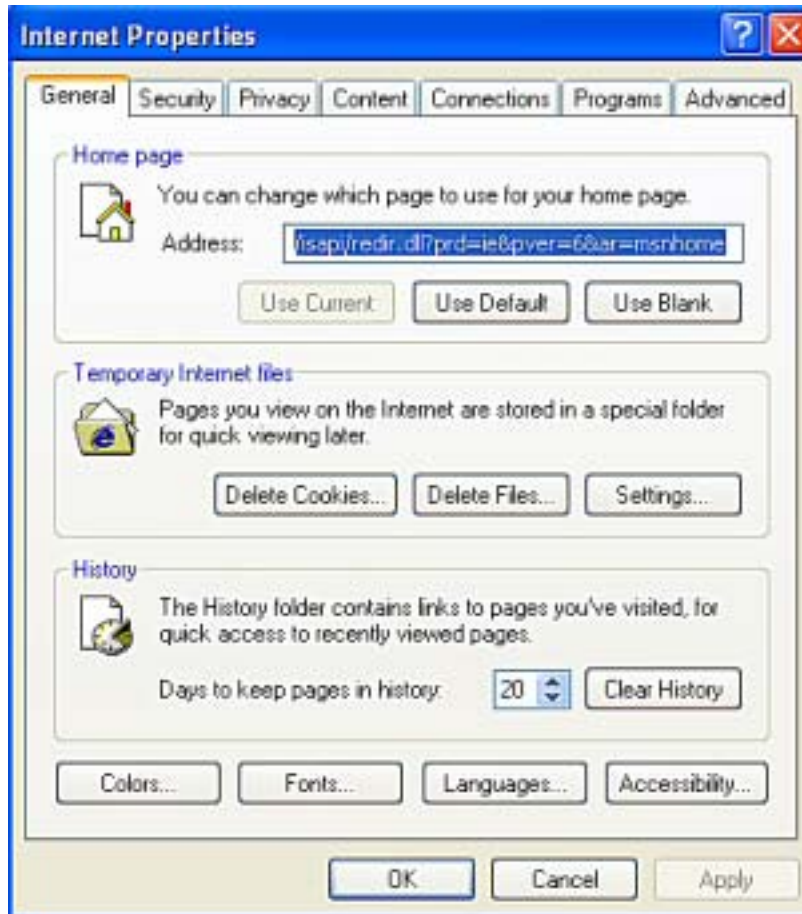 Internet Properties
General Security Privacy Content Connections Programs Advanced
Home page
You can change which page to use for your home page.
Address: /isapi/redir.dll?prd=ie&pver=6&ar=msnhome
Use Current Use Default Use Blank
Temporary Internet files
Pages you view on the Internet are stored in a special folder
for quick viewing later.
Delete Cookies... Delete Files... Settings...
History
The History folder contains links to pages you've visited, for
quick access to recently viewed pages.
Days to keep pages in history: 20 Clear History
Colors... Fonts... Languages... Accessibility...
OK Cancel Apply